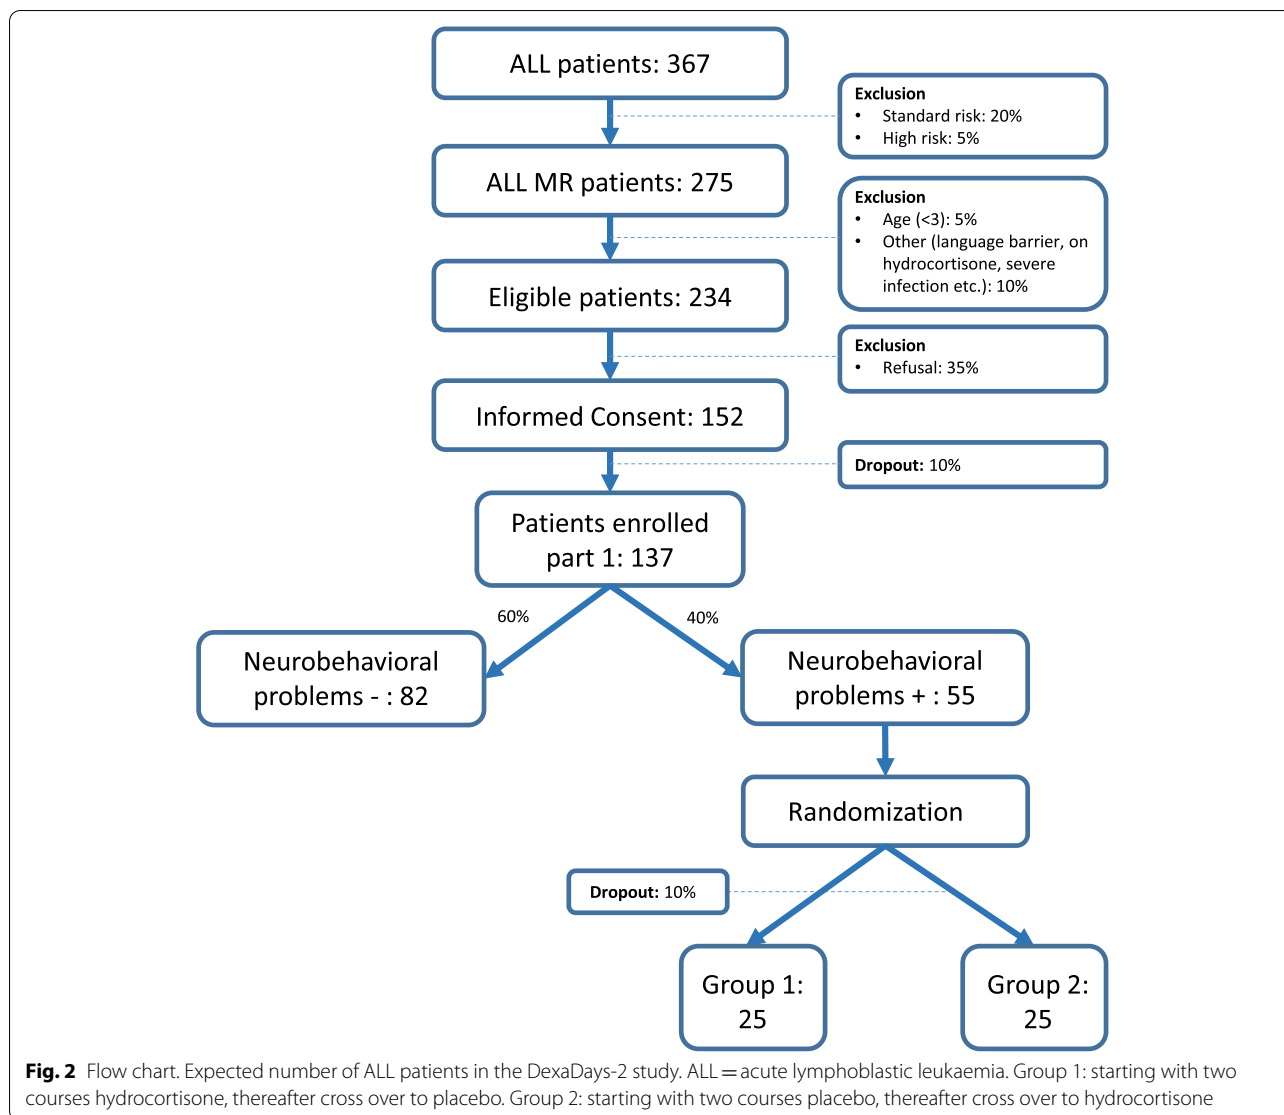 ALL patients: 367
Exclusion
• Standard risk: 20%
• High risk: 5%
ALL MR patients: 275
Exclusion
• Age (<3): 5%
• Other (language barrier, on
hydrocortisone, severe
infection etc.): 10%
Eligible patients: 234
Exclusion
• Refusal: 35%
Informed Consent: 152
Dropout: 10%
Patients enrolled
part 1: 137
60%
40%
Neurobehavioral
problems - : 82
Neurobehavioral
problems + : 55
Randomization
Dropout: 10%
Group 1:
25
Group 2:
25
Fig. 2 Flow chart. Expected number of ALL patients in the DexaDays-2 study. ALL = acute lymphoblastic leukaemia. Group 1: starting with two
courses hydrocortisone, thereafter cross over to placebo. Group 2: starting with two courses placebo, thereafter cross over to hydrocortisone